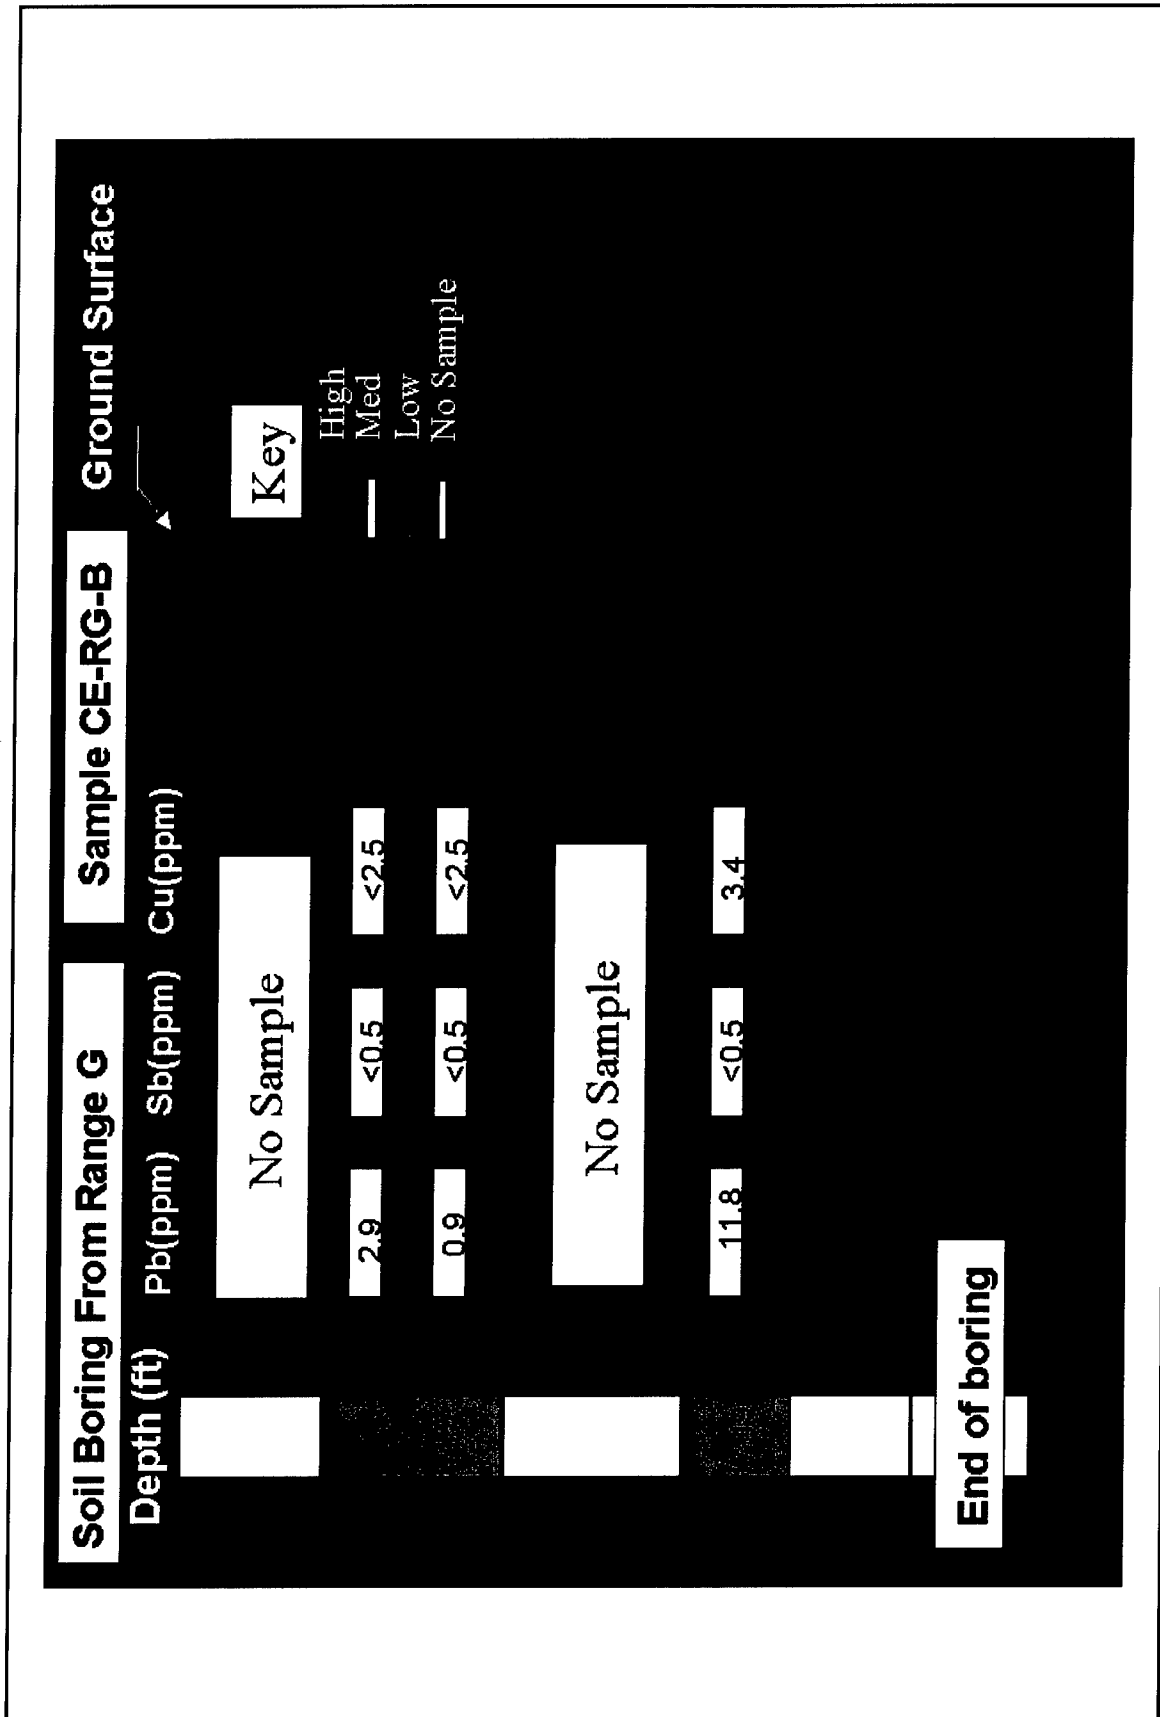 Soil Boring From Range G
Sample CE-RG-B
Ground Surface
Depth (ft)
Pb(ppm) Sb(ppm) Cu(ppm)
No Sample
Key
High
2.9 <0.5 <2.5
Med
Low
0.9 <0.5 <2.5
No Sample
No Sample
11.8 <0.5 3.4
End of boring